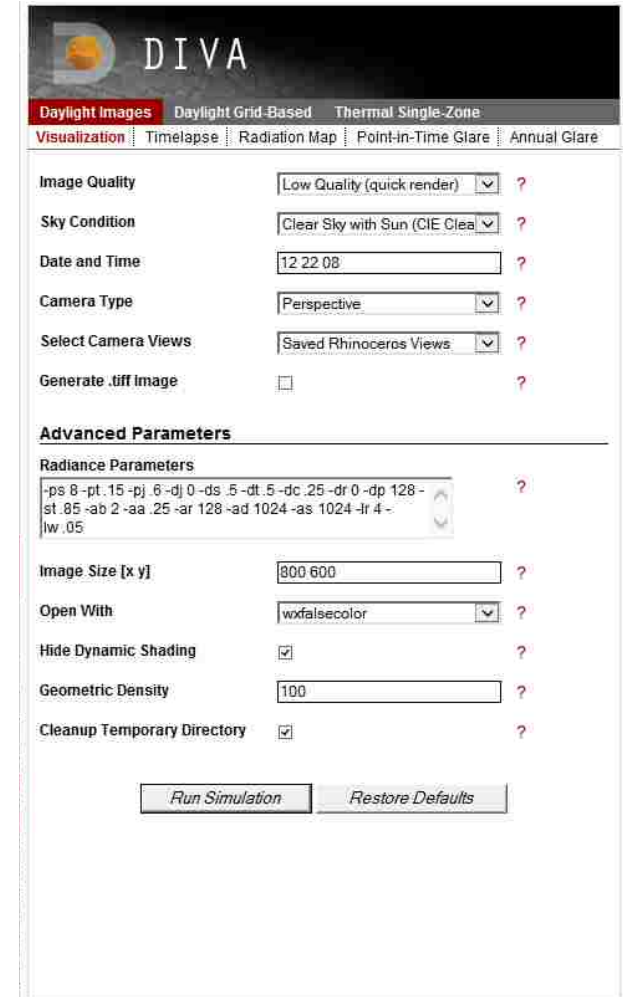 DIVA
Daylight Images Daylight Grid-Based Thermal Single-Zone
Visualization Timelapse Radiation Map Point-in-Time Glare Annual Glare
Image Quality Low Quality (quick render) ?
Sky Condition Clear Sky with Sun (CIE Clea ?
Date and Time 12 22 08 ?
Camera Type Perspective ?
Select Camera Views Saved Rhinoceros Views ?
Generate .tiff Image ?
Advanced Parameters
Radiance Parameters
-ps 8 -pt .15 -pj .6 -dj 0 -ds .5 -dt .5 -dc .25 -dr 0 -dp 128 - ?
st .85 -ab 2 -aa .25 -ar 128 -ad 1024 -as 1024 -lr 4 -
lw .05
Image Size [x y] 800 600 ?
Open With wxfalsecolor ?
Hide Dynamic Shading ?
Geometric Density 100 ?
Cleanup Temporary Directory ?
Run Simulation Restore Defaults